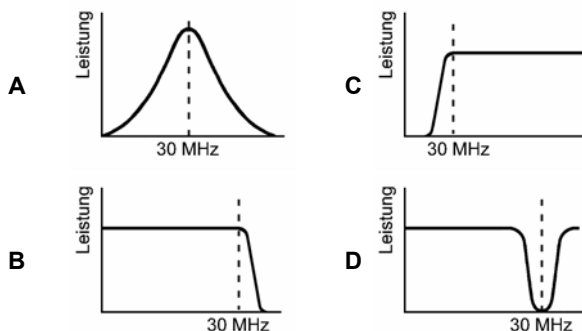 A
Leistung
30 MHz
C
Leistung
30 MHz
B
Leistung
30 MHz
D
Leistung
30 MHz